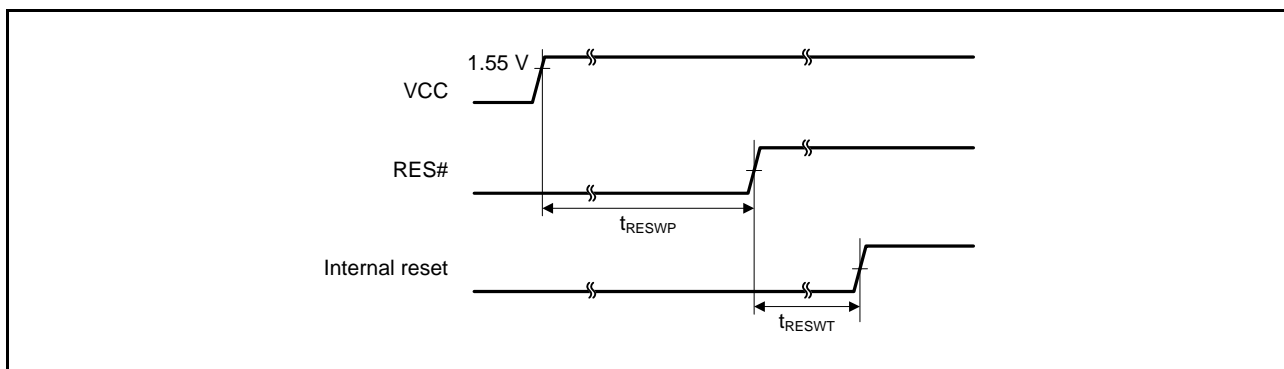 1.55 V
VCC
RES#
tRESWP
Internal reset
tRESWT